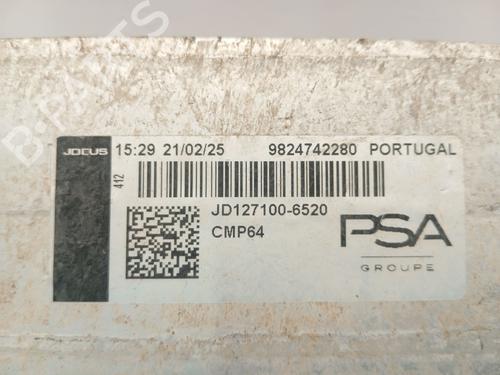 B-PARTS
JDEUS 15:29 21/02/25 9824742280 PORTUGAL
412
JD127100-6520
CMP64
PSA
GROUPE